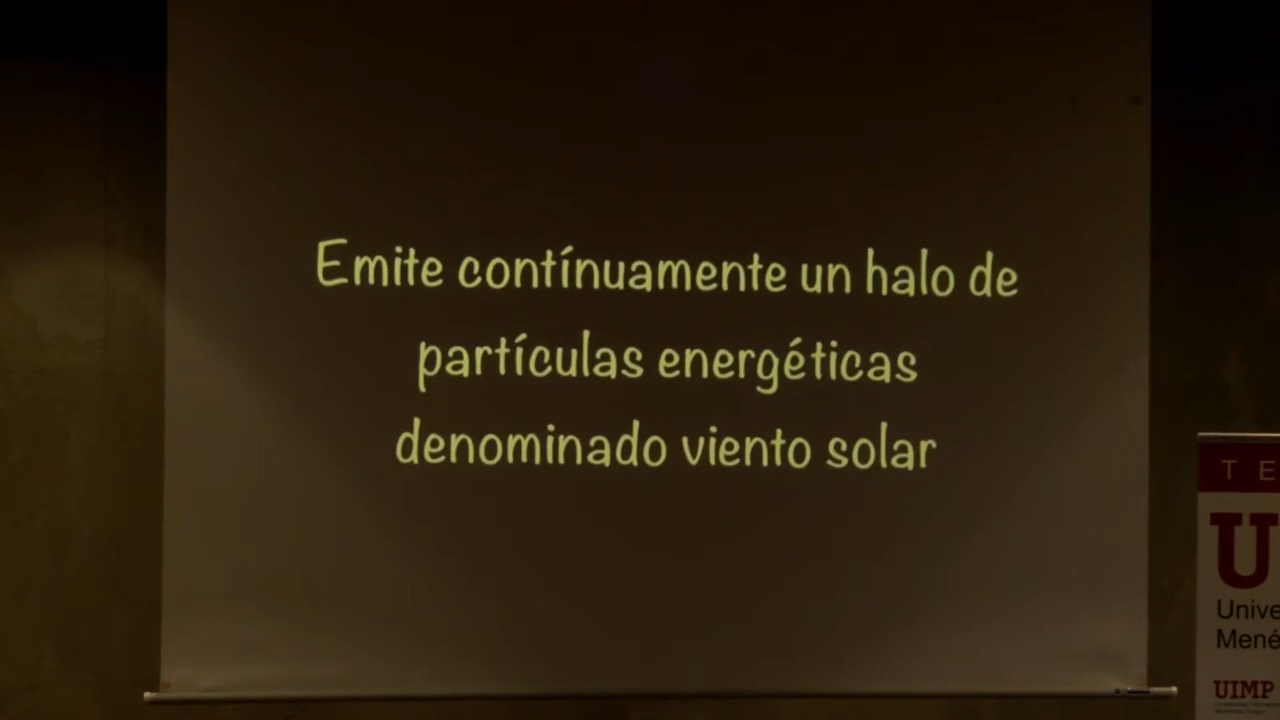 Emite contínuamente un halo de
partículas energéticas
denominado viento solar
T E
U
Unive
Mené
UIMP